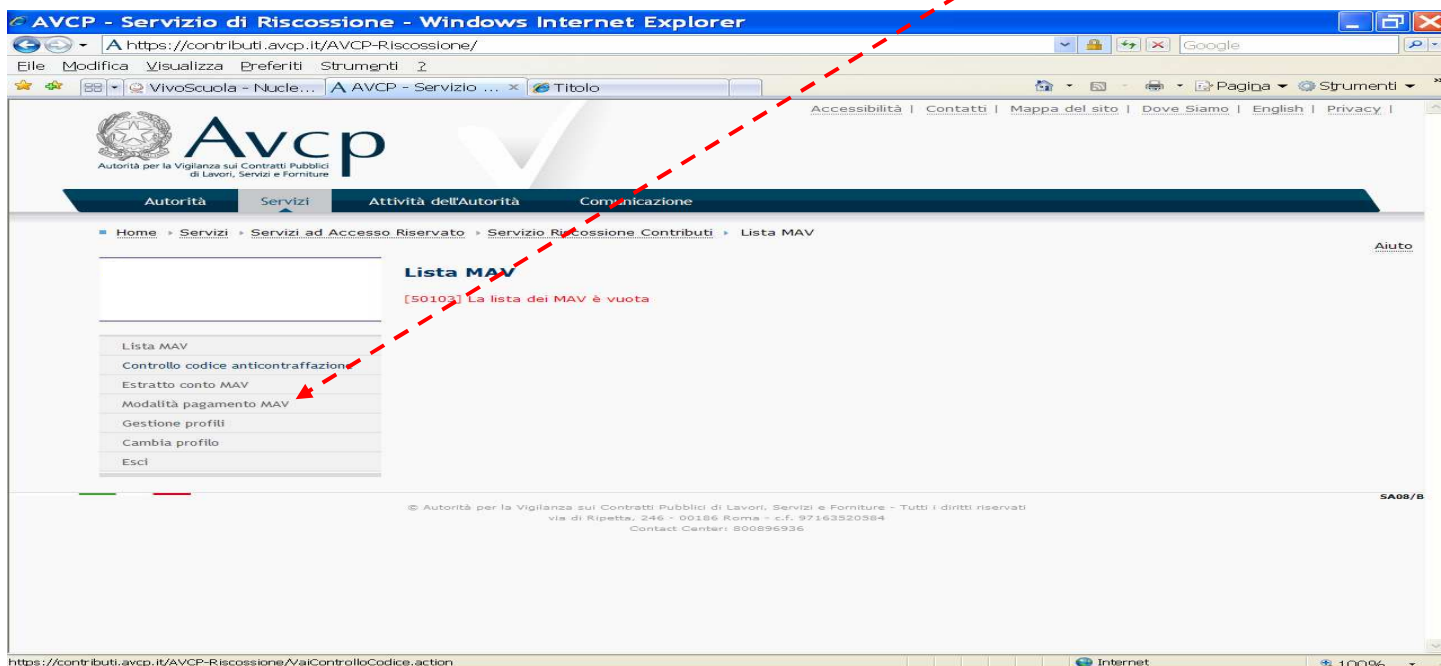 AVCP - Servizio di Riscossione - Windows Internet Explorer
https://contributi.avcp.it/AVCP-Riscossione/
Google
File Modifica Visualizza Preferiti Strumenti ?
VivoScuola - Nucle... AVCP - Servizio ... Titolo
Pagina Strumenti
Accessibilità | Contatti | Mappa del sito | Dove Siamo | English | Privacy |
Avcp
Autorità per la Vigilanza sui Contratti Pubblici
di Lavori, Servizi e Forniture
Autorità Servizi Attività dell'Autorità Comunicazione
Home Servizi Servizi ad Accesso Riservato Servizio Riscossione Contributi Lista MAV
Aiuto
Lista MAV
[50103] La lista dei MAV è vuota
Lista MAV
Controllo codice anticontraffazione
Estratto conto MAV
Modalità pagamento MAV
Gestione profili
Cambia profilo
Esci
SA08/B
© Autorità per la Vigilanza sui Contratti Pubblici di Lavori, Servizi e Forniture - Tutti i diritti riservati
via di Ripetta, 246 - 00186 Roma - c.f. 97163520584
Contact Center: 800896936
https://contributi.avcp.it/AVCP-Riscossione/VaiControlloCodice.action
Internet
100%